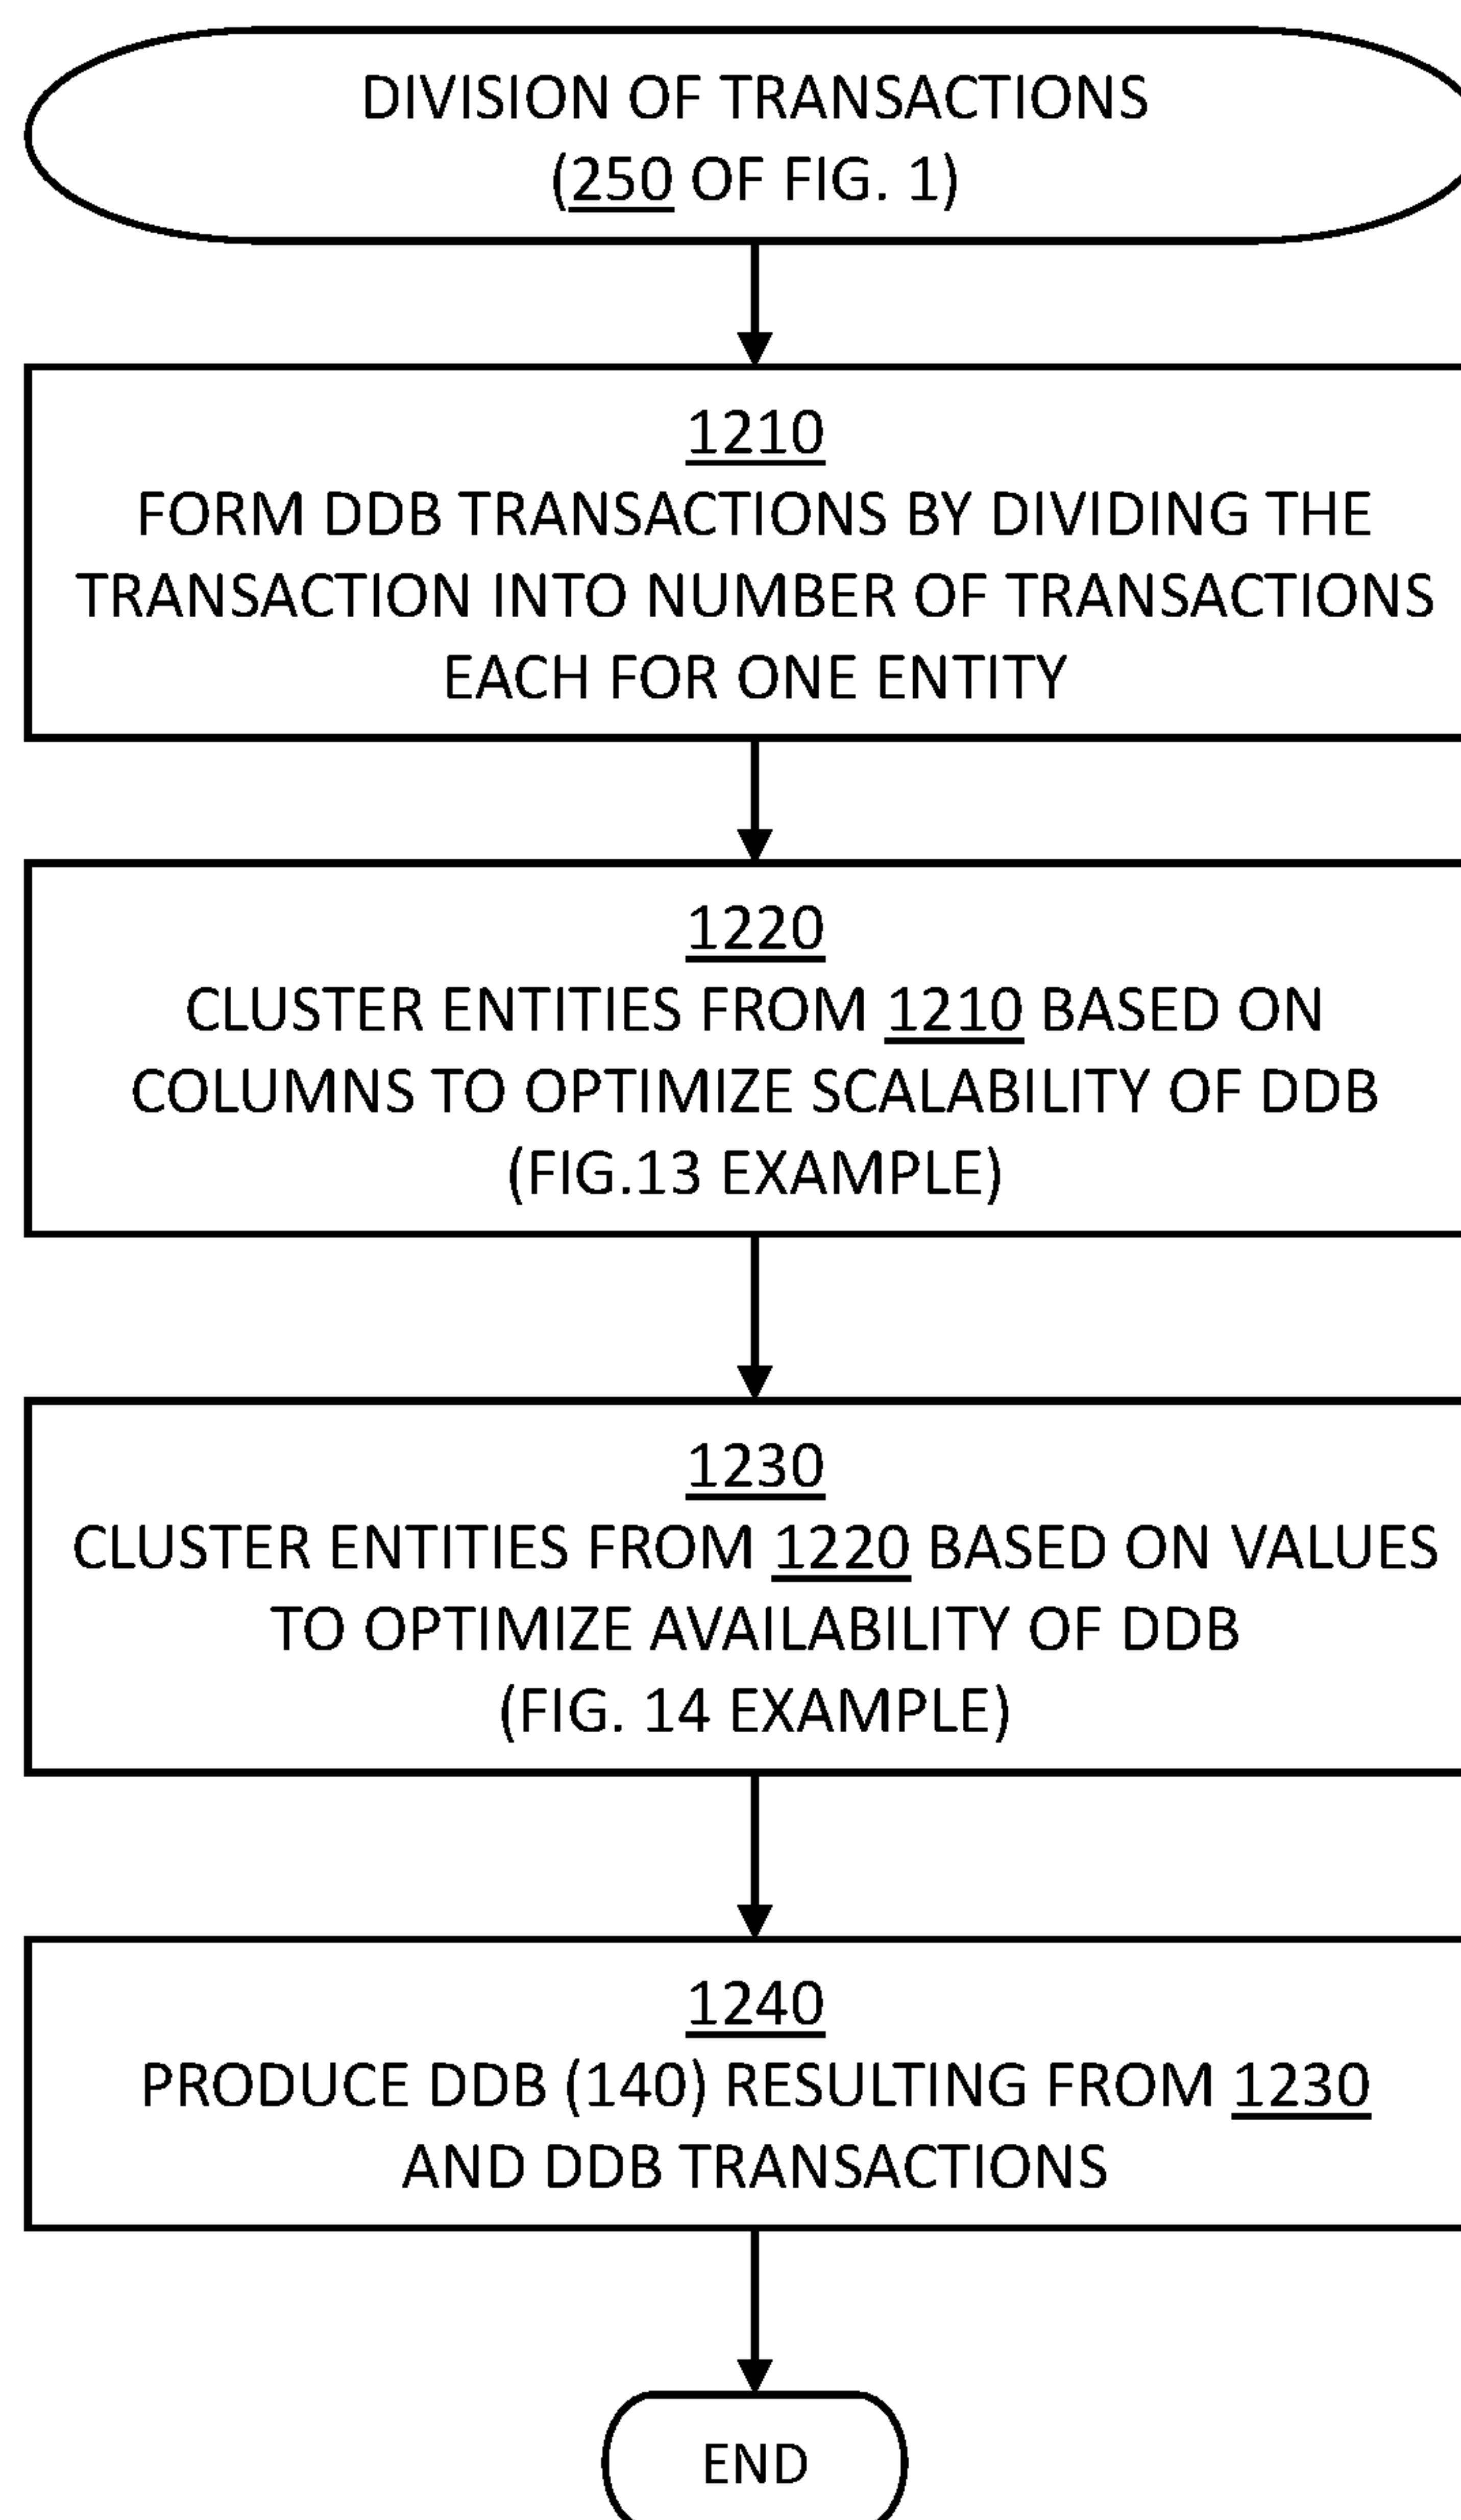 DIVISION OF TRANSACTIONS
(250 OF FIG. 1)
1210
FORM DDB TRANSACTIONS BY DIVIDING THE
TRANSACTION INTO NUMBER OF TRANSACTIONS
EACH FOR ONE ENTITY
1220
CLUSTER ENTITIES FROM 1210 BASED ON
COLUMNS TO OPTIMIZE SCALABILITY OF DDB
(FIG.13 EXAMPLE)
1230
CLUSTER ENTITIES FROM 1220 BASED ON VALUES
TO OPTIMIZE AVAILABILITY OF DDB
(FIG. 14 EXAMPLE)
1240
PRODUCE DDB (140) RESULTING FROM 1230
AND DDB TRANSACTIONS
END